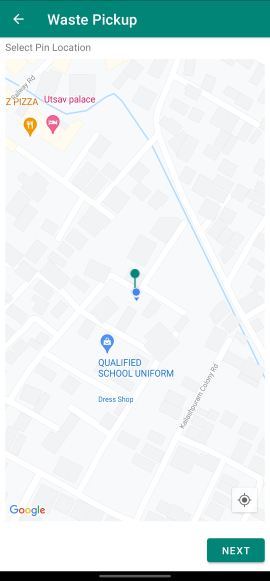 Waste Pickup
Select Pin Location
Railway Rd
Z PIZZA
Utsav palace
QUALIFIED
SCHOOL UNIFORM
Dress Shop
Kailashpuram Colony Rd
Google
NEXT